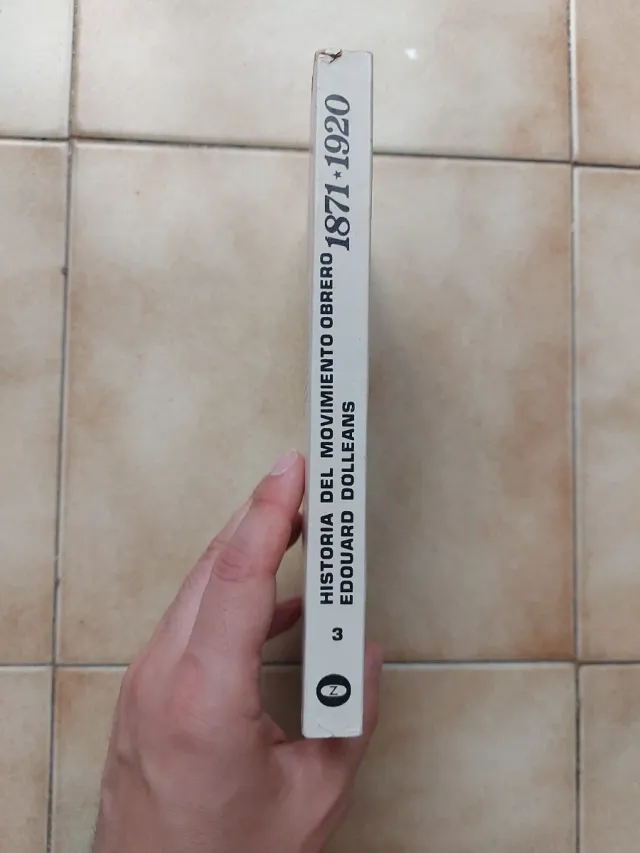 HISTORIA DEL MOVIMIENTO OBRERO
1871★1920
EDOUARD DOLLEANS
3
Z